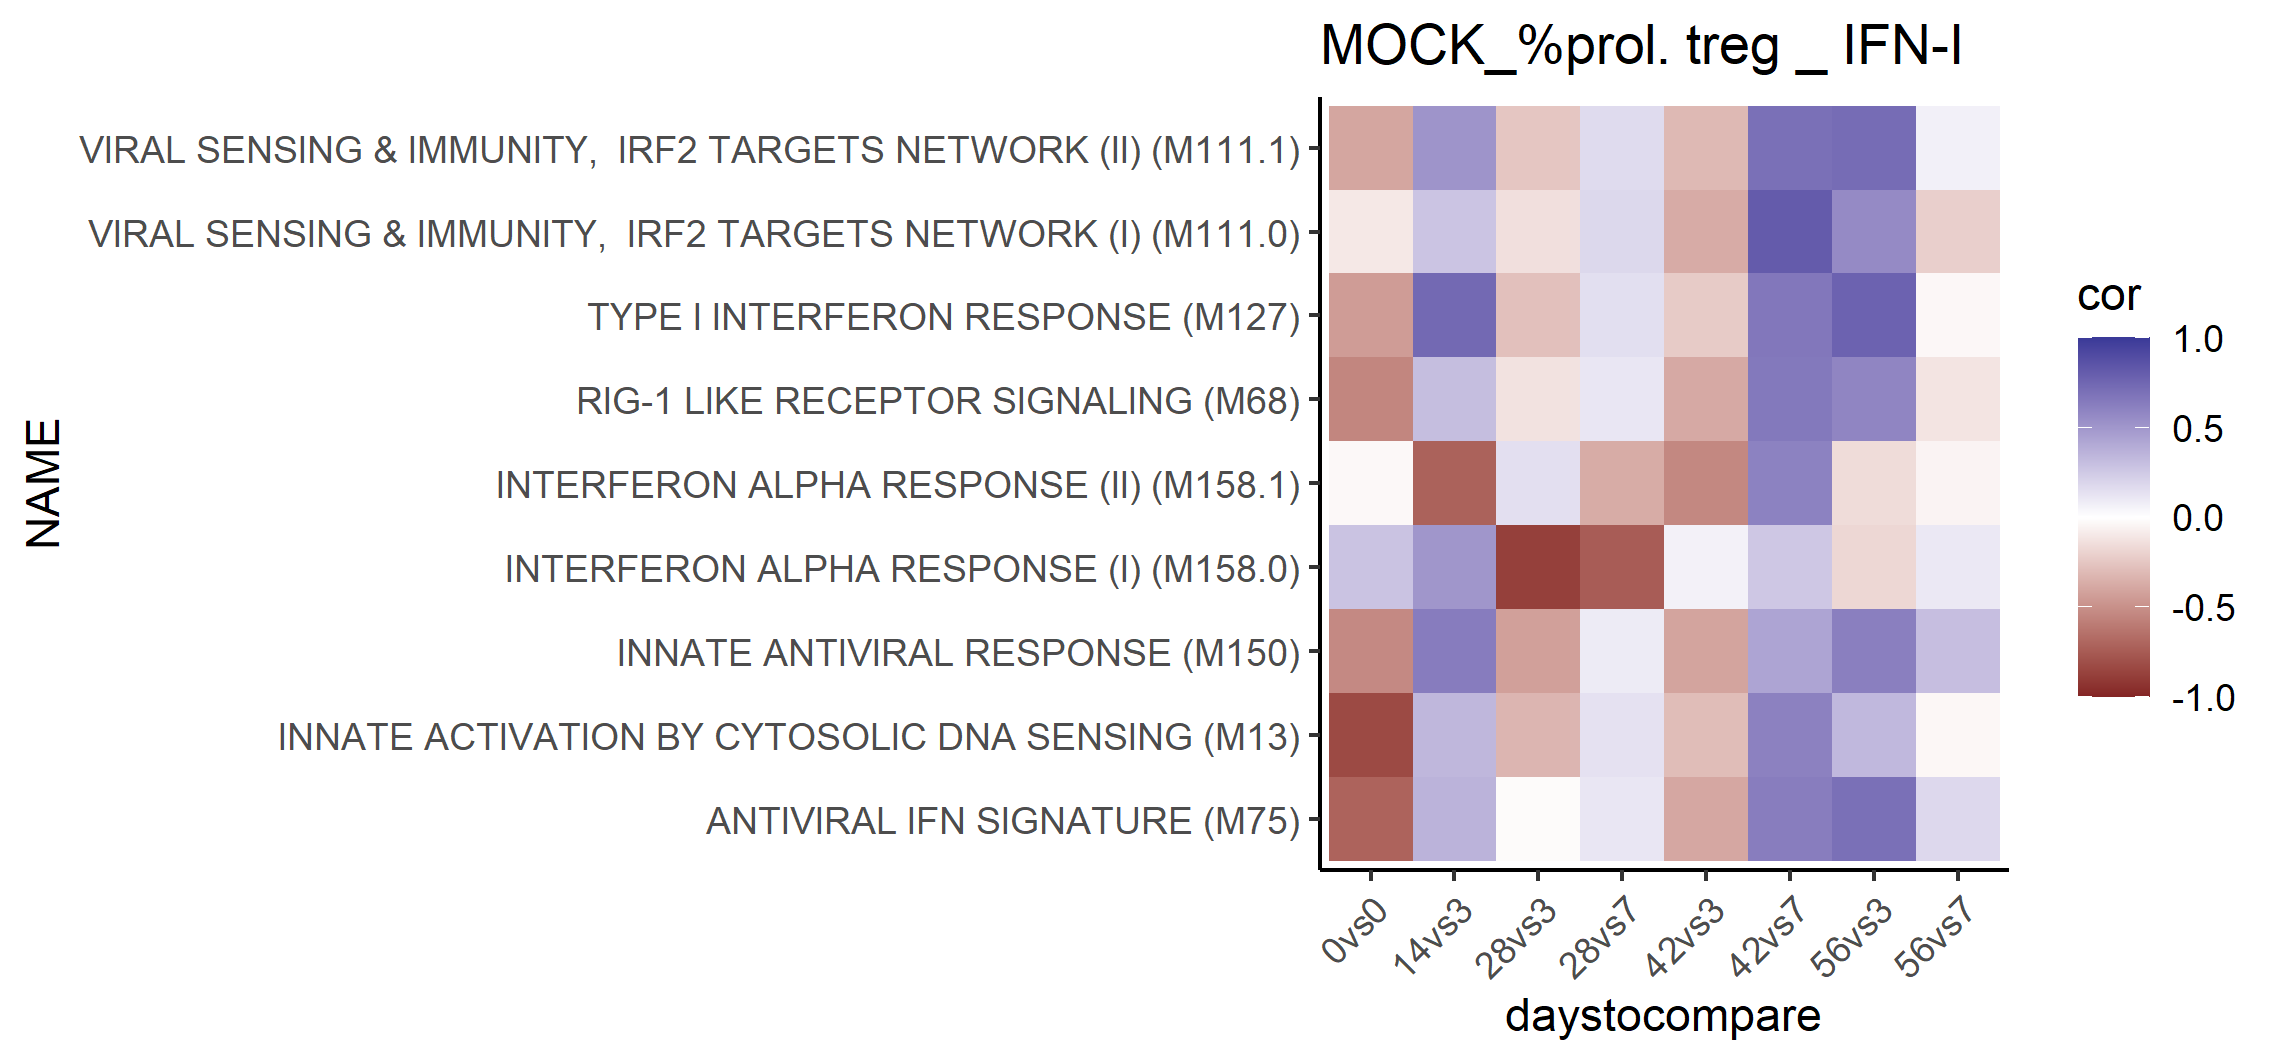 MOCK_%prol. treg _ IFN-I
VIRAL SENSING & IMMUNITY,  IRF2 TARGETS NETWORK (II) (M111.1)
VIRAL SENSING & IMMUNITY,  IRF2 TARGETS NETWORK (I) (M111.0)
TYPE I INTERFERON RESPONSE (M127)
RIG-1 LIKE RECEPTOR SIGNALING (M68)
INTERFERON ALPHA RESPONSE (II) (M158.1)
INTERFERON ALPHA RESPONSE (I) (M158.0)
INNATE ANTIVIRAL RESPONSE (M150)
INNATE ACTIVATION BY CYTOSOLIC DNA SENSING (M13)
ANTIVIRAL IFN SIGNATURE (M75)
NAME
0vs0
14vs3
28vs3
28vs7
42vs3
42vs7
56vs3
56vs7
daystocompare
cor
1.0
0.5
0.0
-0.5
-1.0